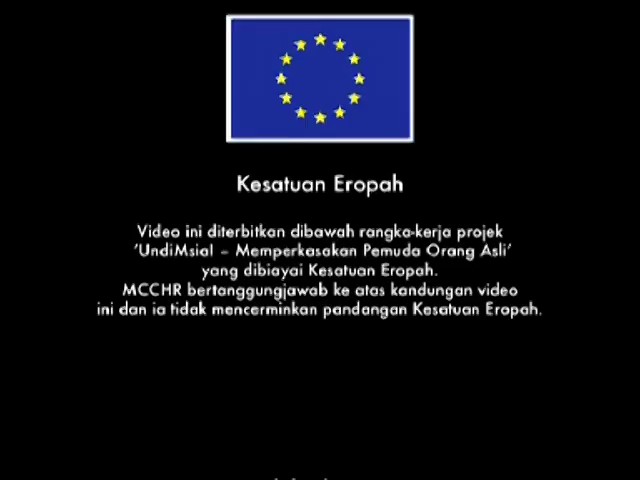 Kesatuan Eropah
Video ini diterbitkan dibawah rangka-kerja projek
'UndiMsia! – Memperkasakan Pemuda Orang Asli'
yang dibiayai Kesatuan Eropah.
MCCHR bertanggungjawab ke atas kandungan video
ini dan ia tidak mencerminkan pandangan Kesatuan Eropah.